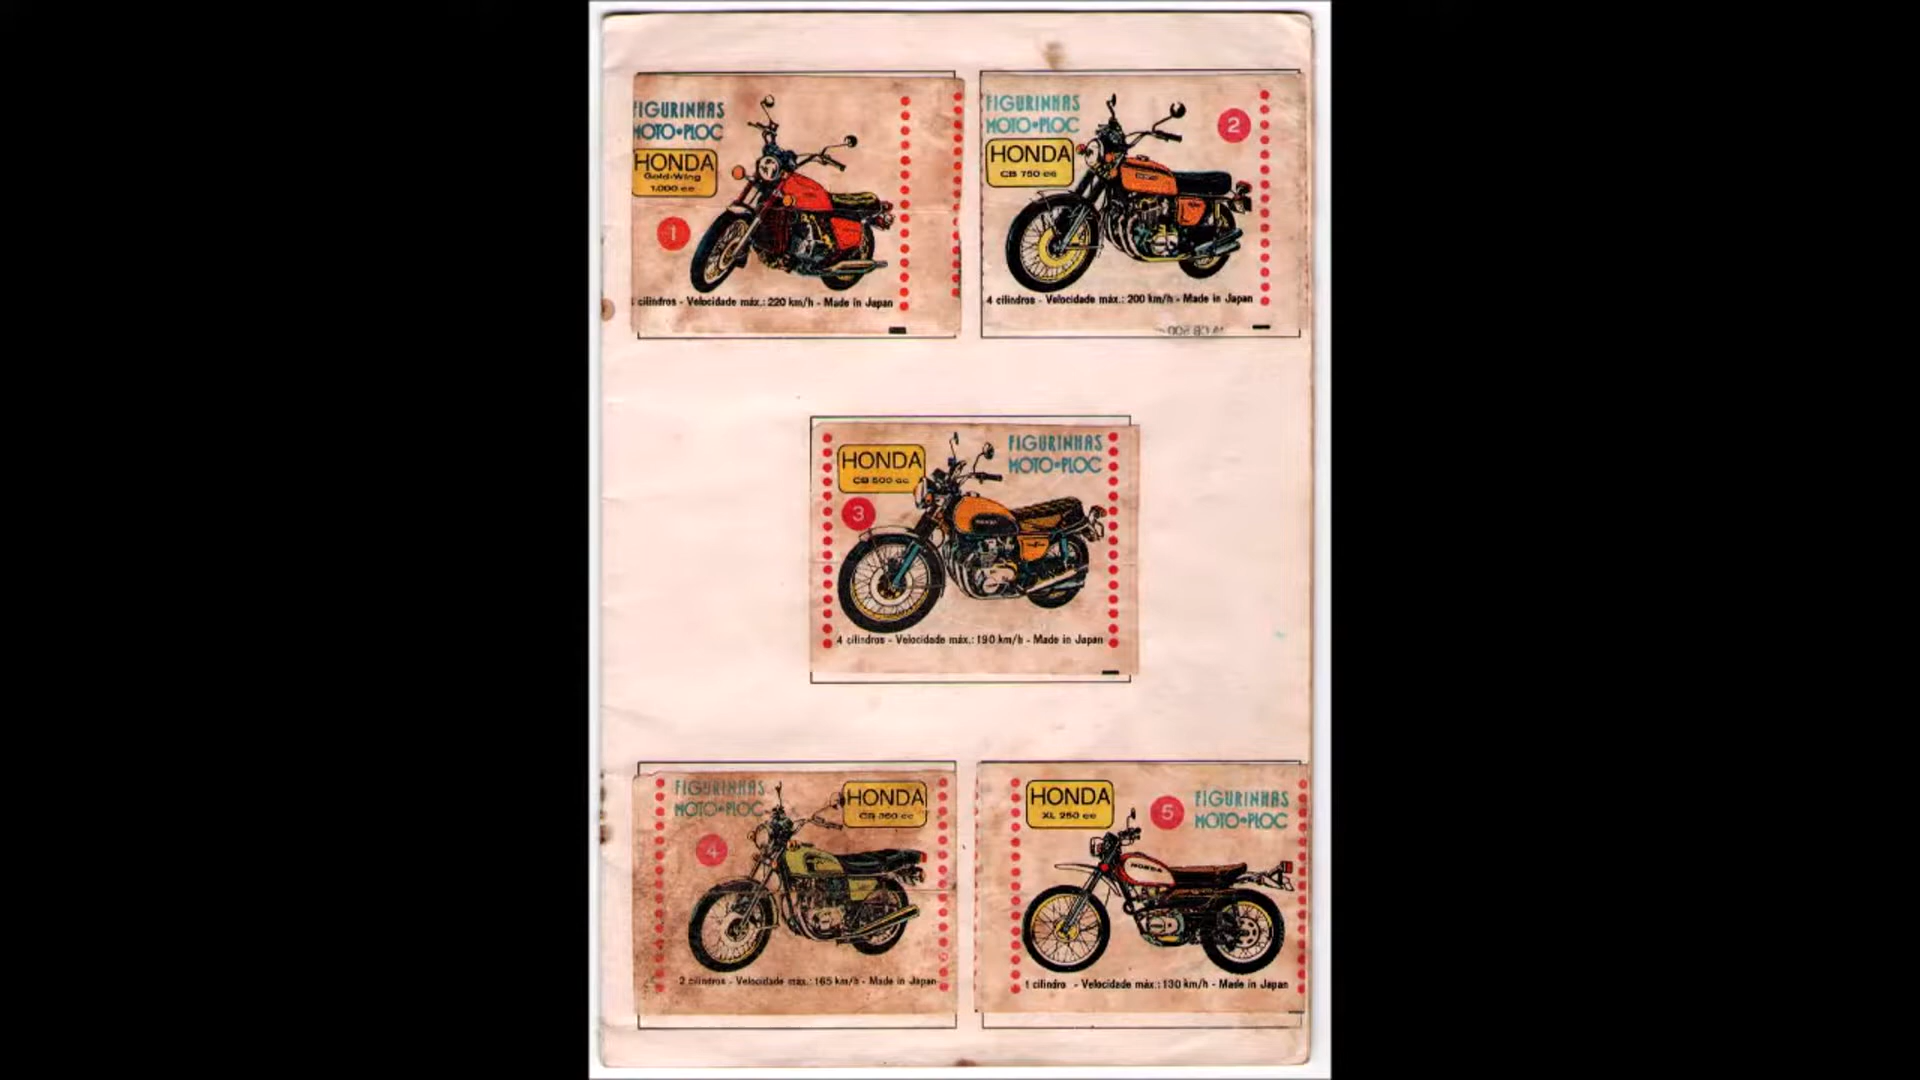 FIGURINHAS
MOTO•PLOC
HONDA
Gold-Wing
1.000 cc
1
cilindros - Velocidade máx.: 220 km/h - Made in Japan
FIGURINHAS
MOTO•PLOC
2
HONDA
CB 750 cc
4 cilindros - Velocidade máx.: 200 km/h - Made in Japan
HONDA
CB 500 cc
FIGURINHAS
MOTO•PLOC
3
4 cilindros - Velocidade máx.: 190 km/h - Made in Japan
FIGURINHAS
MOTO•PLOC
HONDA
CB 360 cc
4
2 cilindros - Velocidade máx.: 165 km/h - Made in Japan
HONDA
XL 250 cc
5
FIGURINHAS
MOTO•PLOC
HONDA
1 cilindro - Velocidade máx.: 130 km/h - Made in Japan